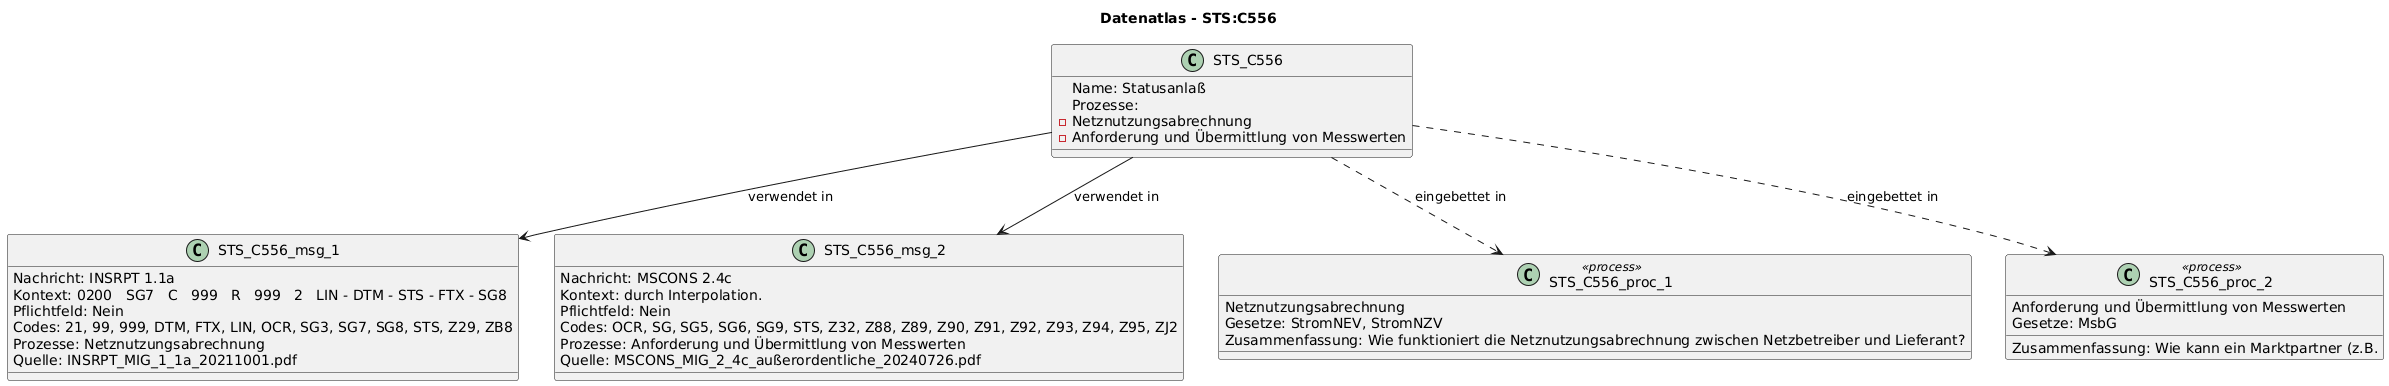 Datenatlas - STS:C556
C STS_C556
Name: Statusanlaß
Prozesse:
Netznutzungsabrechnung
Anforderung und Übermittlung von Messwerten
verwendet in
verwendet in
eingebettet in
eingebettet in
C STS_C556_msg_1
Nachricht: INSRPT 1.1a
Kontext: 0200 SG7 C 999 R 999 2 LIN - DTM - STS - FTX - SG8
Pflichtfeld: Nein
Codes: 21, 99, 999, DTM, FTX, LIN, OCR, SG3, SG7, SG8, STS, Z29, ZB8
Prozesse: Netznutzungsabrechnung
Quelle: INSRPT_MIG_1_1a_20211001.pdf
C STS_C556_msg_2
Nachricht: MSCONS 2.4c
Kontext: durch Interpolation.
Pflichtfeld: Nein
Codes: OCR, SG, SG5, SG6, SG9, STS, Z32, Z88, Z89, Z90, Z91, Z92, Z93, Z94, Z95, ZJ2
Prozesse: Anforderung und Übermittlung von Messwerten
Quelle: MSCONS_MIG_2_4c_außerordentliche_20240726.pdf
«process»
C STS_C556_proc_1
Netznutzungsabrechnung
Gesetze: StromNEV, StromNZV
Zusammenfassung: Wie funktioniert die Netznutzungsabrechnung zwischen Netzbetreiber und Lieferant?
«process»
C STS_C556_proc_2
Anforderung und Übermittlung von Messwerten
Gesetze: MsbG
Zusammenfassung: Wie kann ein Marktpartner (z.B.